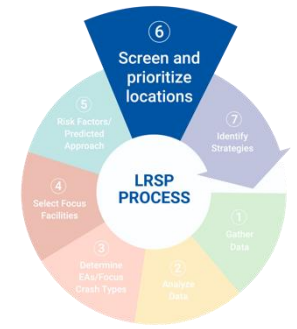 6
Screen and
prioritize
locations
7
Identify
Strategies
1
Gather
Data
2
Analyze
Data
3
Determine
EAs/Focus
Crash Types
4
Select Focus
Facilities
5
Risk Factors/
Predicted
Approach
LRSP
PROCESS